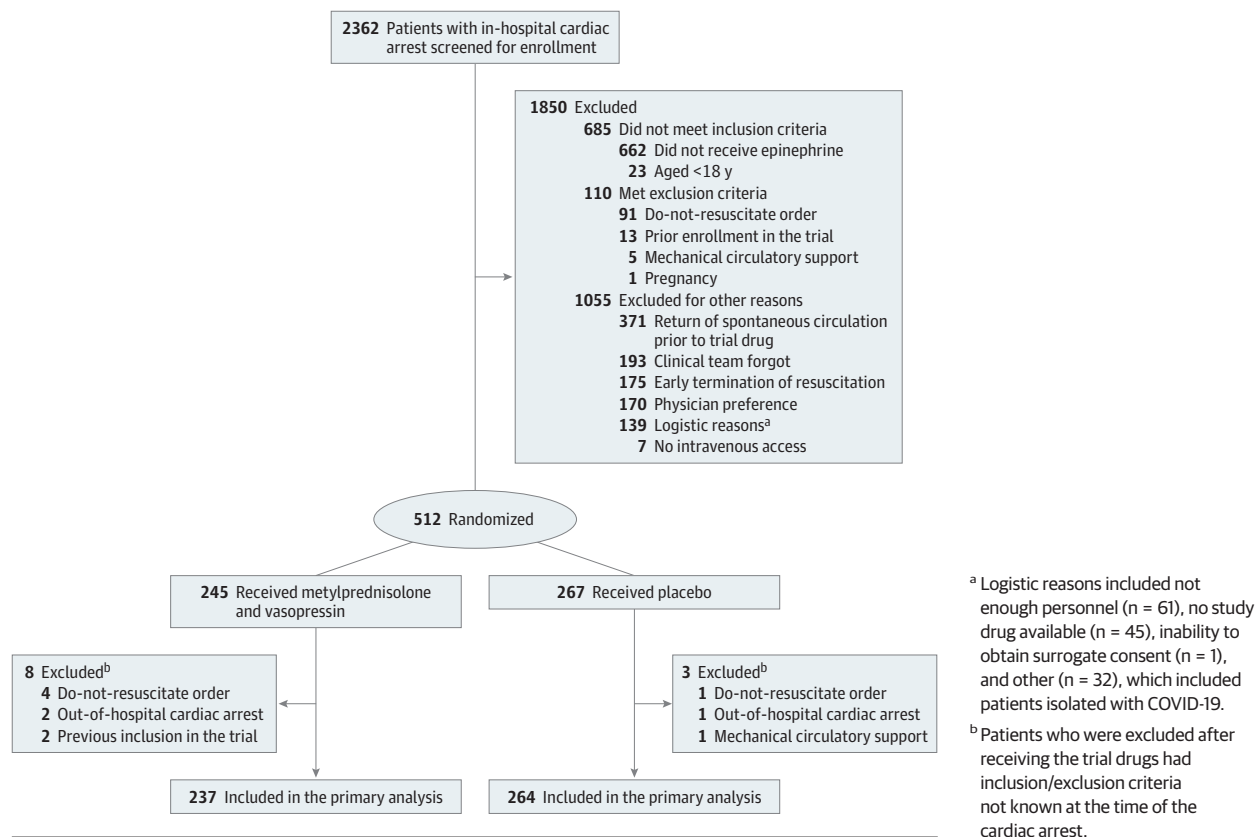 2362 Patients with in-hospital cardiac
arrest screened for enrollment
1850 Excluded
685 Did not meet inclusion criteria
662 Did not receive epinephrine
23 Aged <18 y
110 Met exclusion criteria
91 Do-not-resuscitate order
13 Prior enrollment in the trial
5 Mechanical circulatory support
1 Pregnancy
1055 Excluded for other reasons
371 Return of spontaneous circulation
prior to trial drug
193 Clinical team forgot
175 Early termination of resuscitation
170 Physician preference
139 Logistic reasonsa
7 No intravenous access
512 Randomized
245 Received metylprednisolone
and vasopressin
267 Received placebo
8 Excludedb
4 Do-not-resuscitate order
2 Out-of-hospital cardiac arrest
2 Previous inclusion in the trial
3 Excludedb
1 Do-not-resuscitate order
1 Out-of-hospital cardiac arrest
1 Mechanical circulatory support
237 Included in the primary analysis
264 Included in the primary analysis
a Logistic reasons included not
enough personnel (n = 61), no study
drug available (n = 45), inability to
obtain surrogate consent (n = 1),
and other (n = 32), which included
patients isolated with COVID-19.
b Patients who were excluded after
receiving the trial drugs had
inclusion/exclusion criteria
not known at the time of the
cardiac arrest.